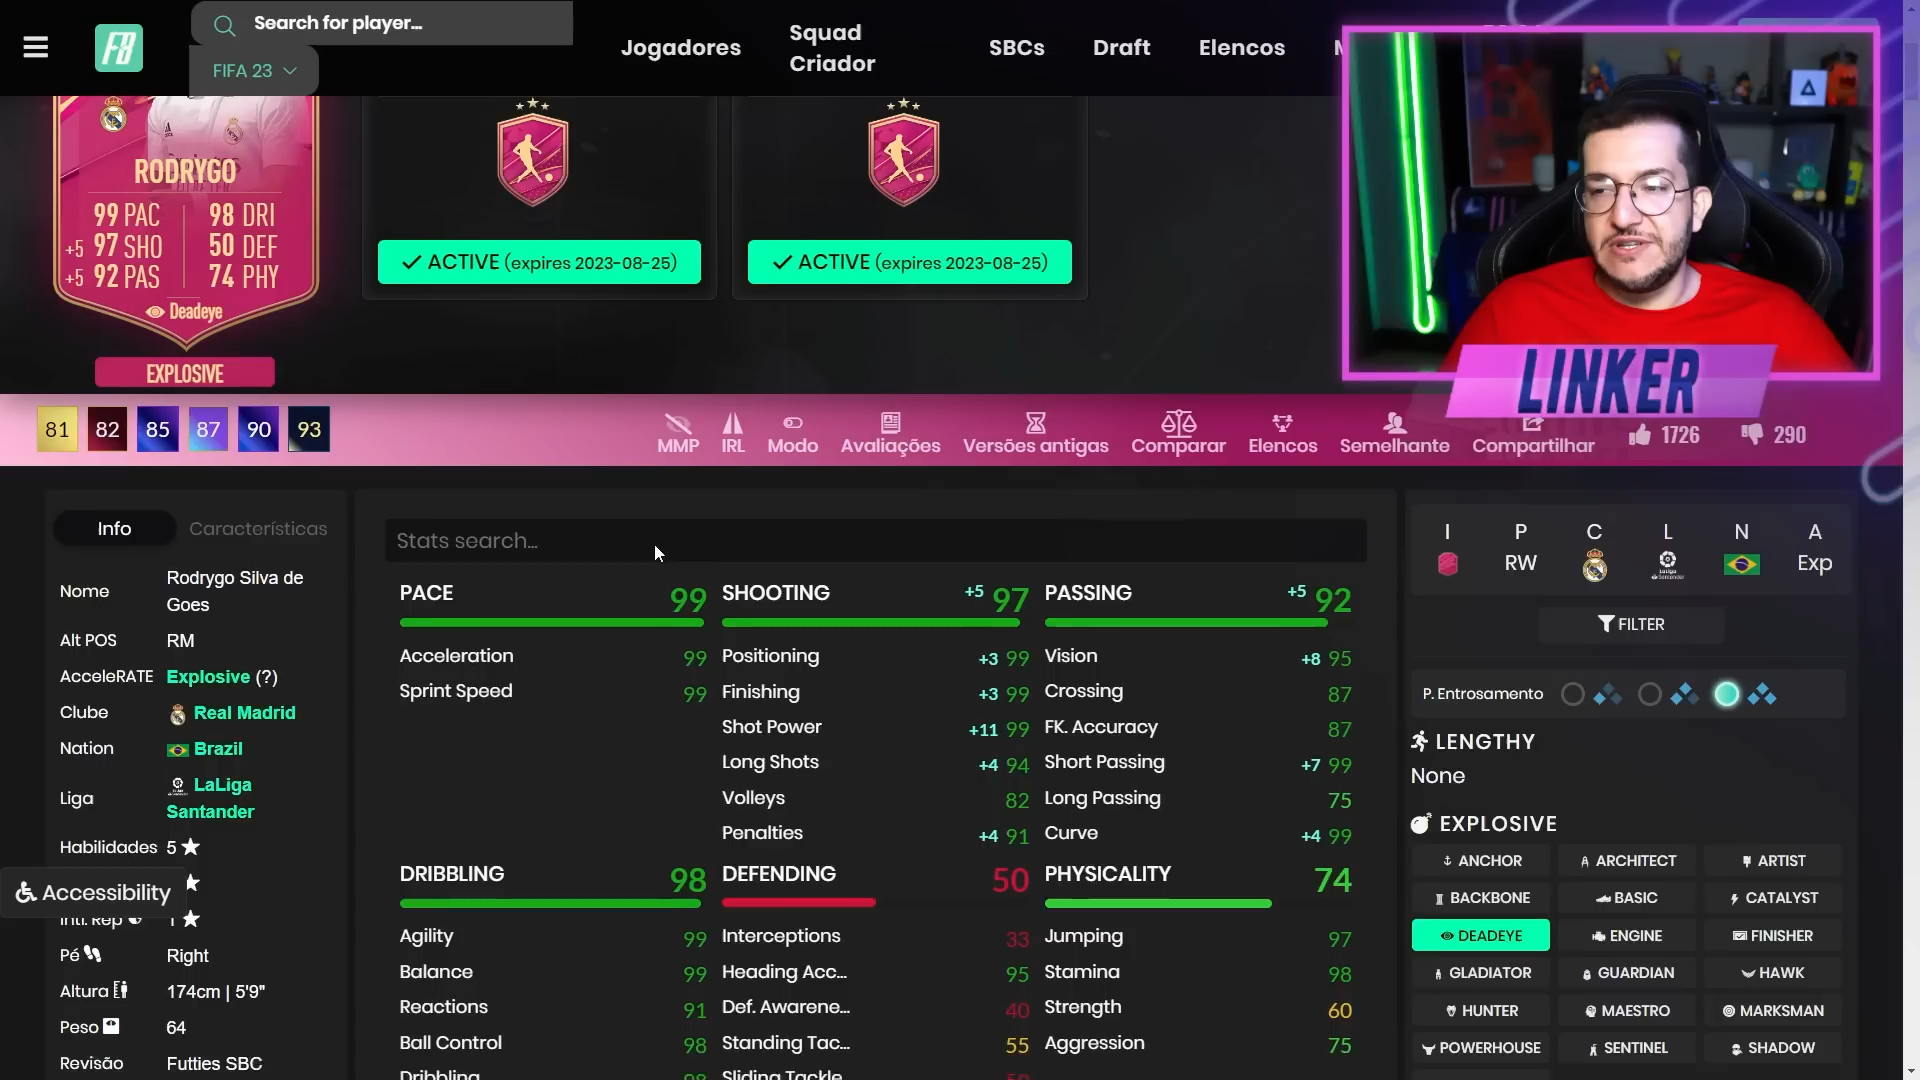 Search for player...
FIFA 23
Jogadores
Squad Criador
SBCs
Draft
Elencos
RODRYGO
99 PAC 98 DRI
+5 97 SHO 50 DEF
+5 92 PAS 74 PHY
Deadeye
EXPLOSIVE
ACTIVE (expires 2023-08-25)
ACTIVE (expires 2023-08-25)
LINKER
81 82 85 87 90 93
MMP
IRL
Modo
Avaliações
Versões antigas
Comparar
Elencos
Semelhante
Compartilhar
1726
290
Info
Características
Nome Rodrygo Silva de
Goes
Alt POS RM
AcceleRATE Explosive (?)
Clube Real Madrid
Nation Brazil
Liga LaLiga
Santander
Habilidades 5
Accessibility
Intl. Rep 1
Pé Right
Altura 174cm | 5'9"
Peso 64
Revisão Futties SBC
Stats search...
PACE 99
Acceleration 99
Sprint Speed 99
SHOOTING +5 97
Positioning +3 99
Finishing +3 99
Shot Power +11 99
Long Shots +4 94
Volleys 82
Penalties +4 91
PASSING +5 92
Vision +8 95
Crossing 87
FK. Accuracy 87
Short Passing +7 99
Long Passing 75
Curve +4 99
DRIBBLING 98
Agility 99
Balance 99
Reactions 91
Ball Control 98
Dribbling 98
DEFENDING 50
Interceptions 33
Heading Acc... 95
Def. Awarene... 40
Standing Tac... 55
Sliding Tackle
PHYSICALITY 74
Jumping 97
Stamina 98
Strength 60
Aggression 75
I P C L N A
RW Exp
FILTER
P. Entrosamento
LENGTHY
None
EXPLOSIVE
ANCHOR ARCHITECT ARTIST
BACKBONE BASIC CATALYST
DEADEYE ENGINE FINISHER
GLADIATOR GUARDIAN HAWK
HUNTER MAESTRO MARKSMAN
POWERHOUSE SENTINEL SHADOW